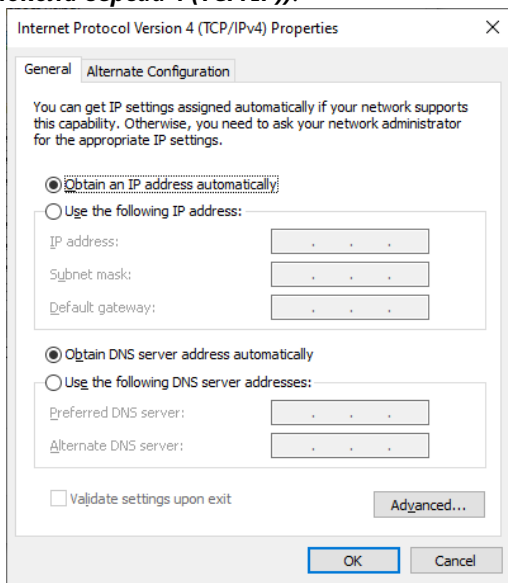 Internet Protocol Version 4 (TCP/IPv4) Properties
General Alternate Configuration
You can get IP settings assigned automatically if your network supports
this capability. Otherwise, you need to ask your network administrator
for the appropriate IP settings.
Obtain an IP address automatically
Use the following IP address:
IP address:
Subnet mask:
Default gateway:
Obtain DNS server address automatically
Use the following DNS server addresses:
Preferred DNS server:
Alternate DNS server:
Validate settings upon exit
Advanced...
OK Cancel